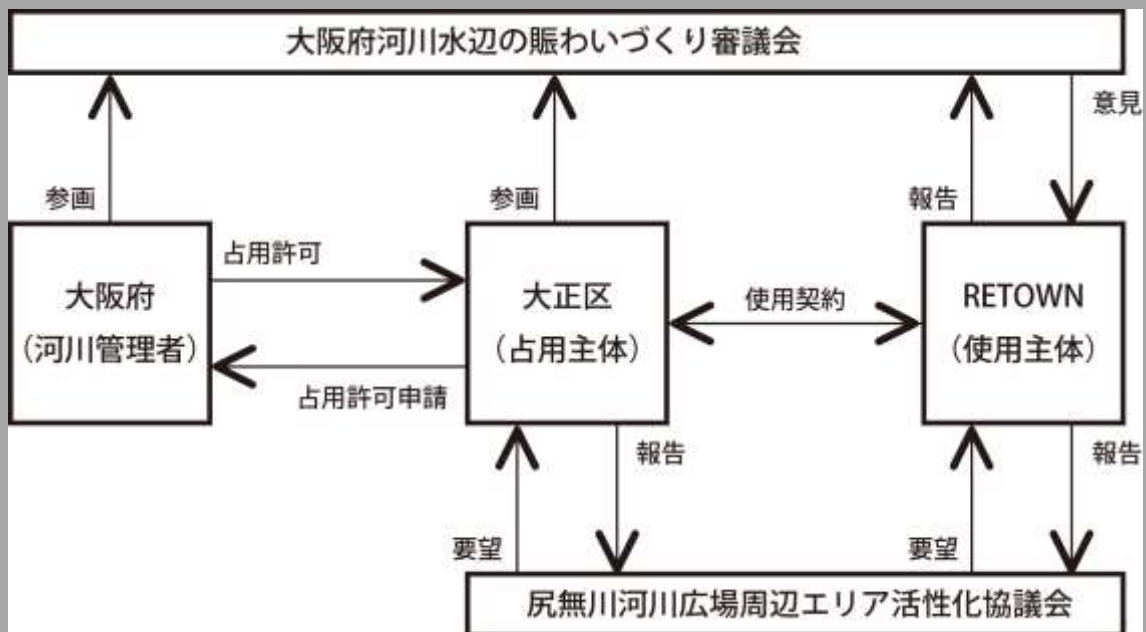 大阪府河川水辺の賑わいづくり審議会
意見
参画
参画
報告
占用許可
大阪府
（河川管理者）
大正区
（占用主体）
使用契約
RETOWN
（使用主体）
占用許可申請
報告
報告
要望
要望
尻無川河川広場周辺エリア活性化協議会